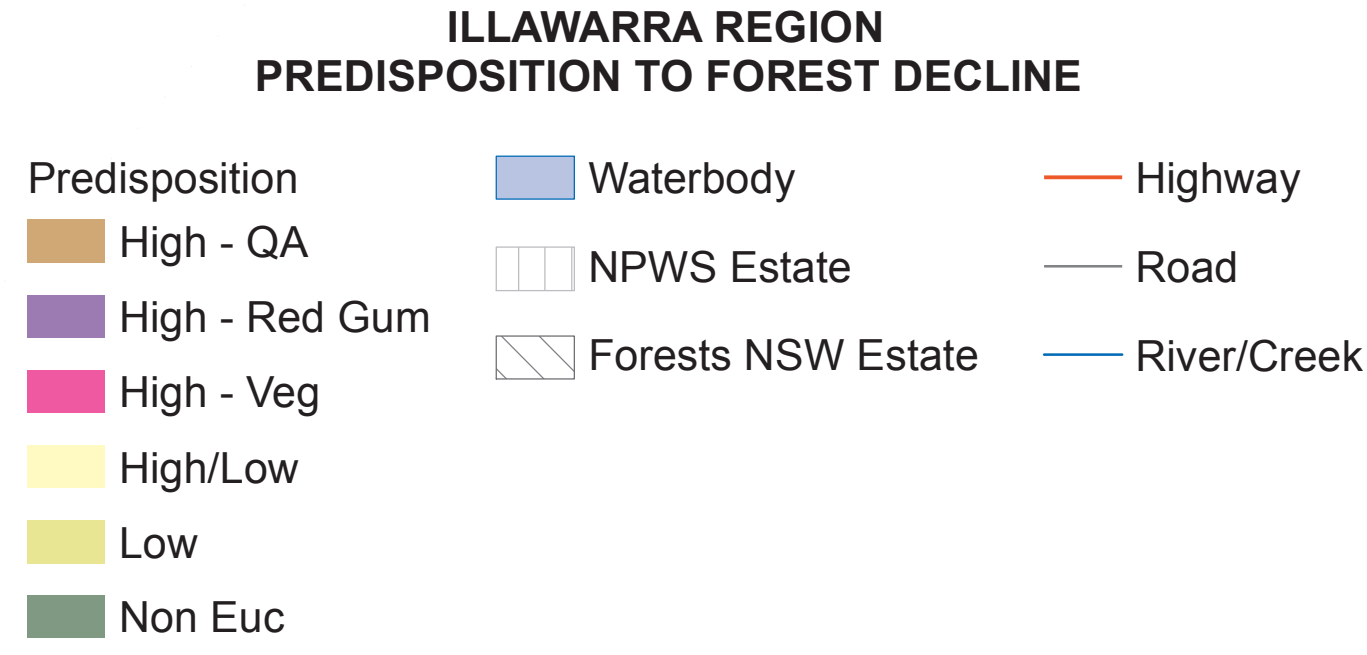 ILLAWARRA REGION
PREDISPOSITION TO FOREST DECLINE
Predisposition
High - QA
High - Red Gum
High - Veg
High/Low
Low
Non Euc
Waterbody
NPWS Estate
Forests NSW Estate
Highway
Road
River/Creek